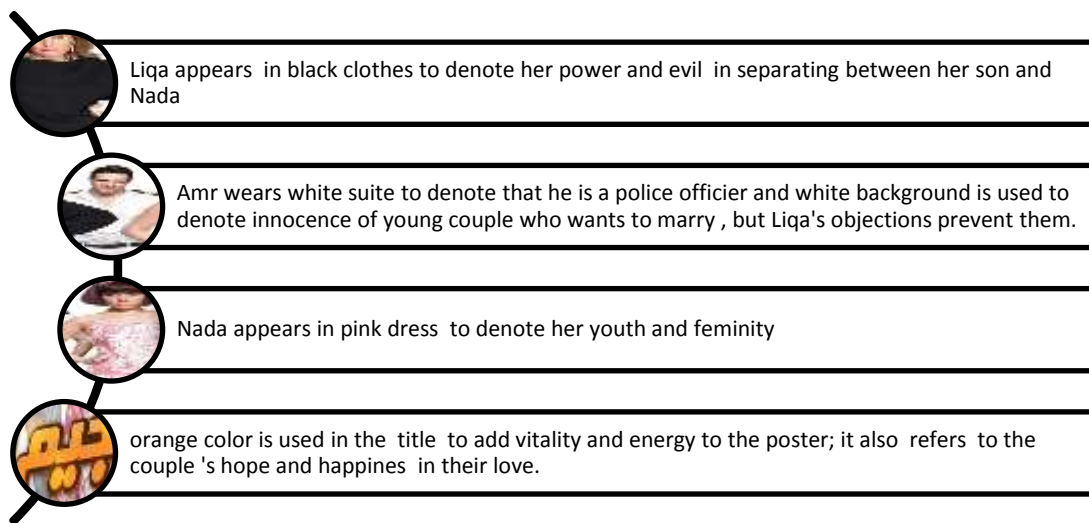 Liqa appears  in black clothes to denote her power and evil  in separating between her son and
Nada
Amr wears white suite to denote that he is a police officier and white background is used to
denote innocence of young couple who wants to marry , but Liqa's objections prevent them.
Nada appears in pink dress  to denote her youth and feminity
orange color is used in the  title  to add vitality and energy to the poster; it also  refers  to the
couple 's hope and happines  in their love.